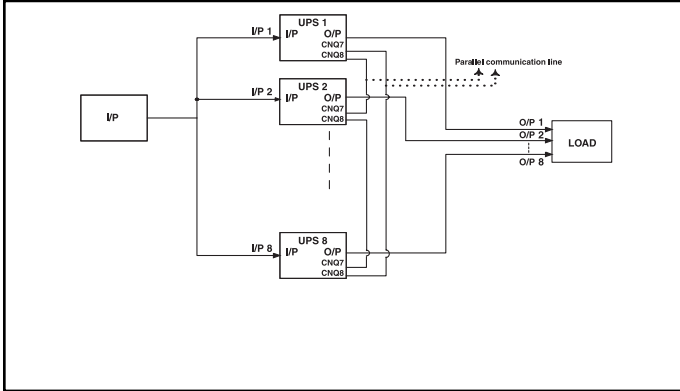 UPS 1
I/P 1
I/P O/P
CNQ7
CNQ8
Parallel communication line
UPS 2
I/P 2
I/P O/P
CNQ7
CNQ8
I/P
O/P 1
O/P 2
LOAD
O/P 8
UPS 8
I/P 8
I/P O/P
CNQ7
CNQ8